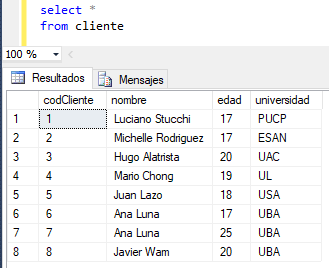 select *
from cliente
100 %
Resultados Mensajes
codCliente nombre edad universidad
1 1 Luciano Stucchi 17 PUCP
2 2 Michelle Rodriguez 17 ESAN
3 3 Hugo Alatrista 20 UAC
4 4 Mario Chong 19 UL
5 5 Juan Lazo 18 USA
6 6 Ana Luna 17 UBA
7 7 Ana Luna 25 UBA
8 8 Javier Wam 20 UBA